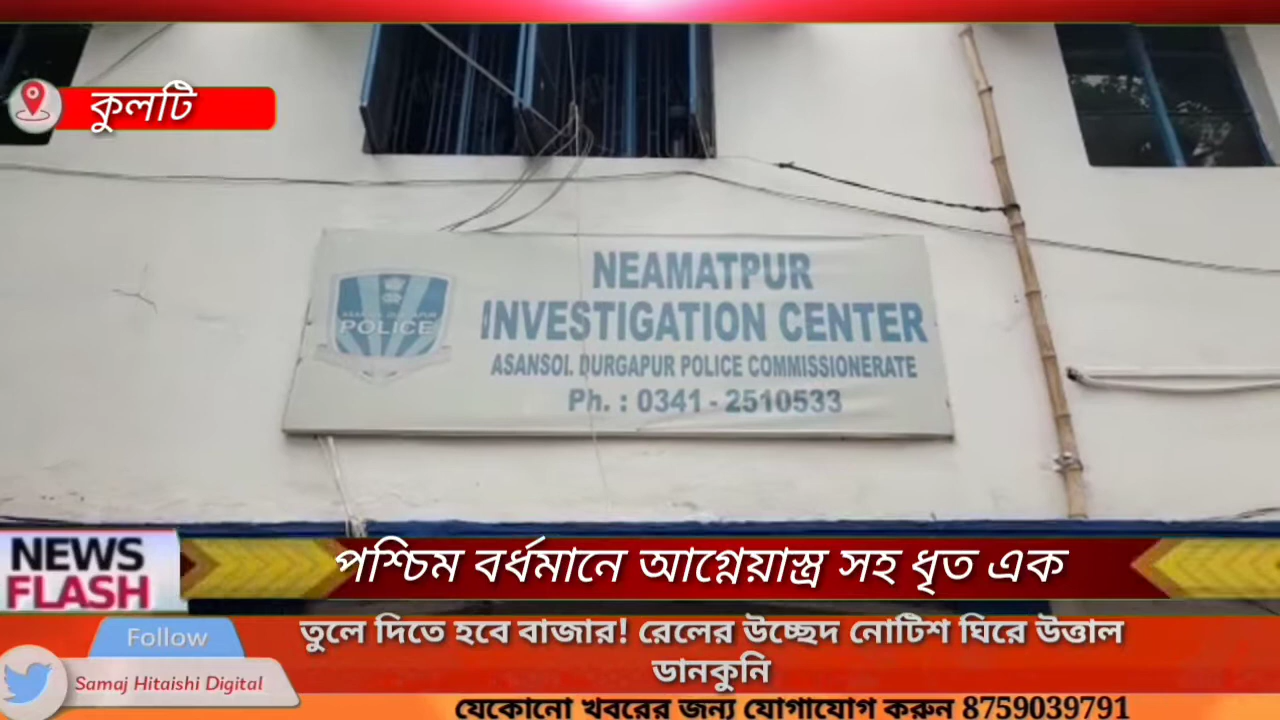 কুলটি
NEAMATPUR
INVESTIGATION CENTER
POLICE
ASANSOL DURGAPUR POLICE COMMISSIONERATE
Ph. : 0341 - 2510533
NEWS
FLASH
পশ্চিম বর্ধমানে আগ্নেয়াস্ত্র সহ ধৃত এক
Follow
Samaj Hitaishi Digital
তুলে দিতে হবে বাজার! রেলের উচ্ছেদ নোটিশ ঘিরে উত্তাল
ডানকুনি
যেকোনো খবরের জন্য যোগাযোগ করুন 8759039791